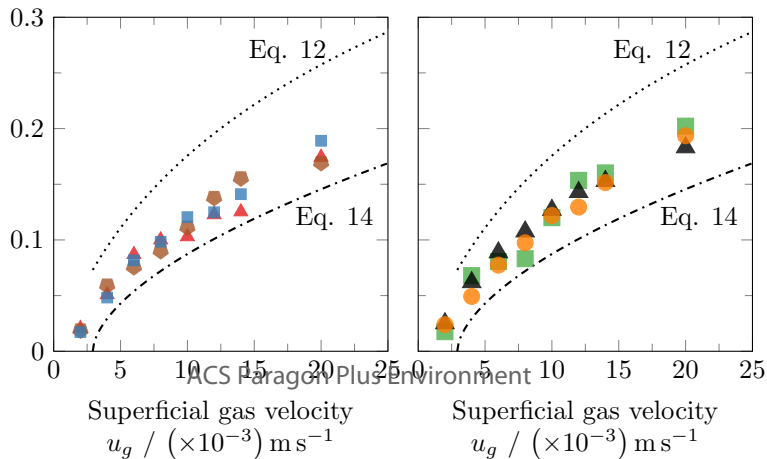 0.3
0.2
0.1
0
Eq. 12
Eq. 14
0 5 10 15 20 25
Superficial gas velocity
u_g / (×10⁻³) m s⁻¹
Eq. 12
Eq. 14
0 5 10 15 20 25
Superficial gas velocity
u_g / (×10⁻³) m s⁻¹
ACS Paragon Plus Environment